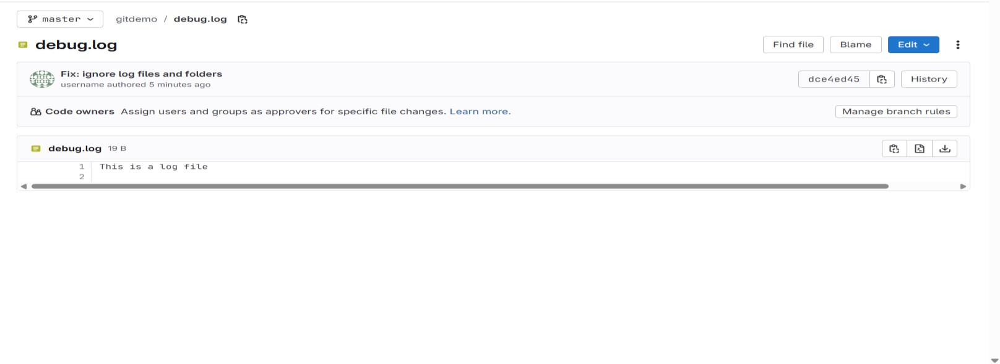 master
gitdemo / debug.log
debug.log
Find file
Blame
Edit
Fix: ignore log files and folders
username authored 5 minutes ago
dce4ed45
History
Code owners Assign users and groups as approvers for specific file changes. Learn more.
Manage branch rules
debug.log 19 B
1 This is a log file
2